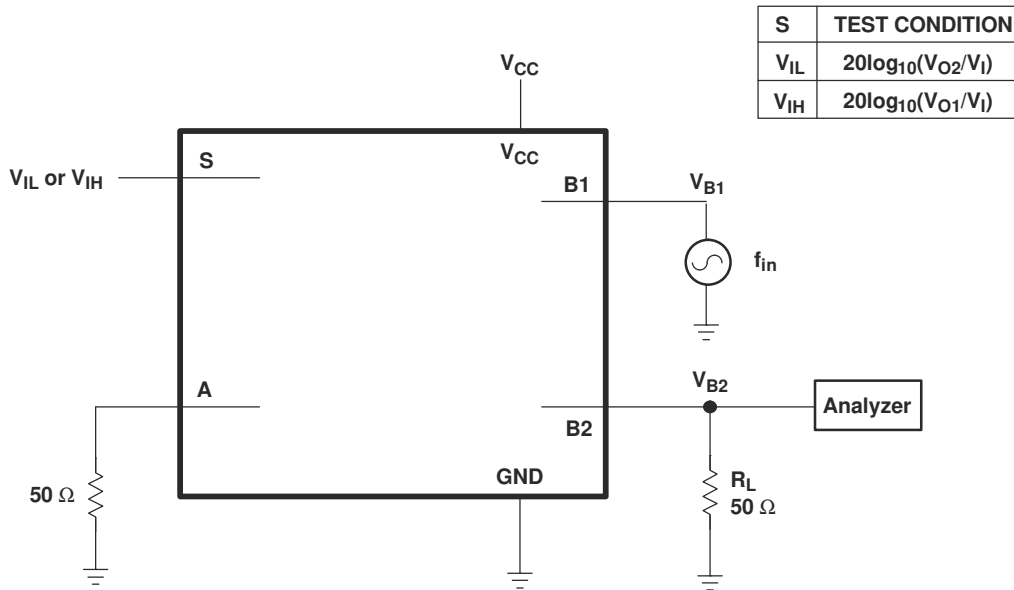 S TEST CONDITION
VIL 20log10(VO2/VI)
VIH 20log10(VO1/VI)
VCC
VCC
S
VIL or VIH
B1
VB1
fin
A
VB2
B2
Analyzer
GND
50 Ω
RL
50 Ω